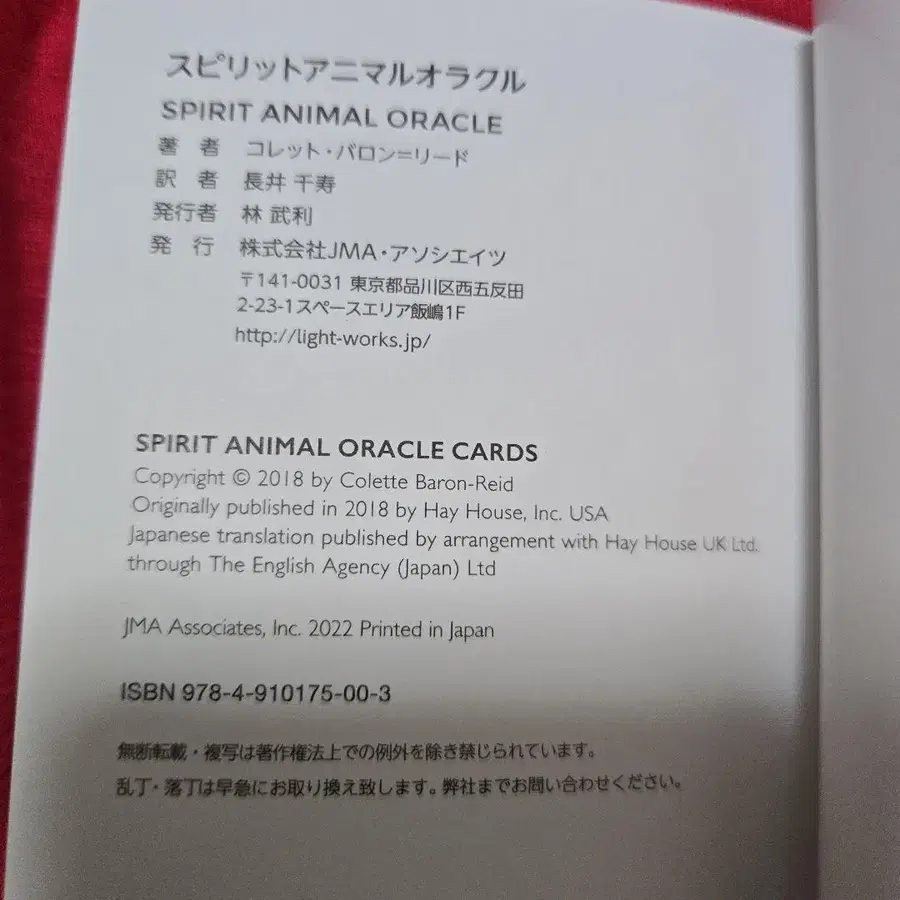 スピリットアニマルオラクル
SPIRIT ANIMAL ORACLE
著 者 コレット・バロン=リード
訳 者 長井 千寿
発行者 林 武利
発 行 株式会社JMA・アソシエイツ
〒141-0031 東京都品川区西五反田
2-23-1スペースエリア飯嶋1F
http://light-works.jp/
SPIRIT ANIMAL ORACLE CARDS
Copyright © 2018 by Colette Baron-Reid
Originally published in 2018 by Hay House, Inc. USA
Japanese translation published by arrangement with Hay House UK Ltd.
through The English Agency (Japan) Ltd
JMA Associates, Inc. 2022 Printed in Japan
ISBN 978-4-910175-00-3
無断転載・複写は著作権法上での例外を除き禁じられています。
乱丁・落丁は早急にお取り換え致します。弊社までお問い合わせください。